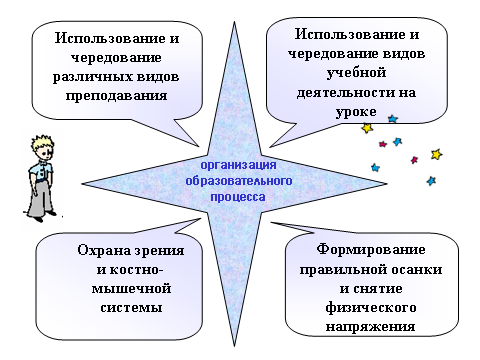 Использование и
чередование
различных видов
преподавания
Использование и
чередование видов
учебной
деятельности на
уроке
организация
образовательного
процесса
Охрана зрения
и костно-
мышечной
системы
Формирование
правильной осанки
и снятие
физического
напряжения